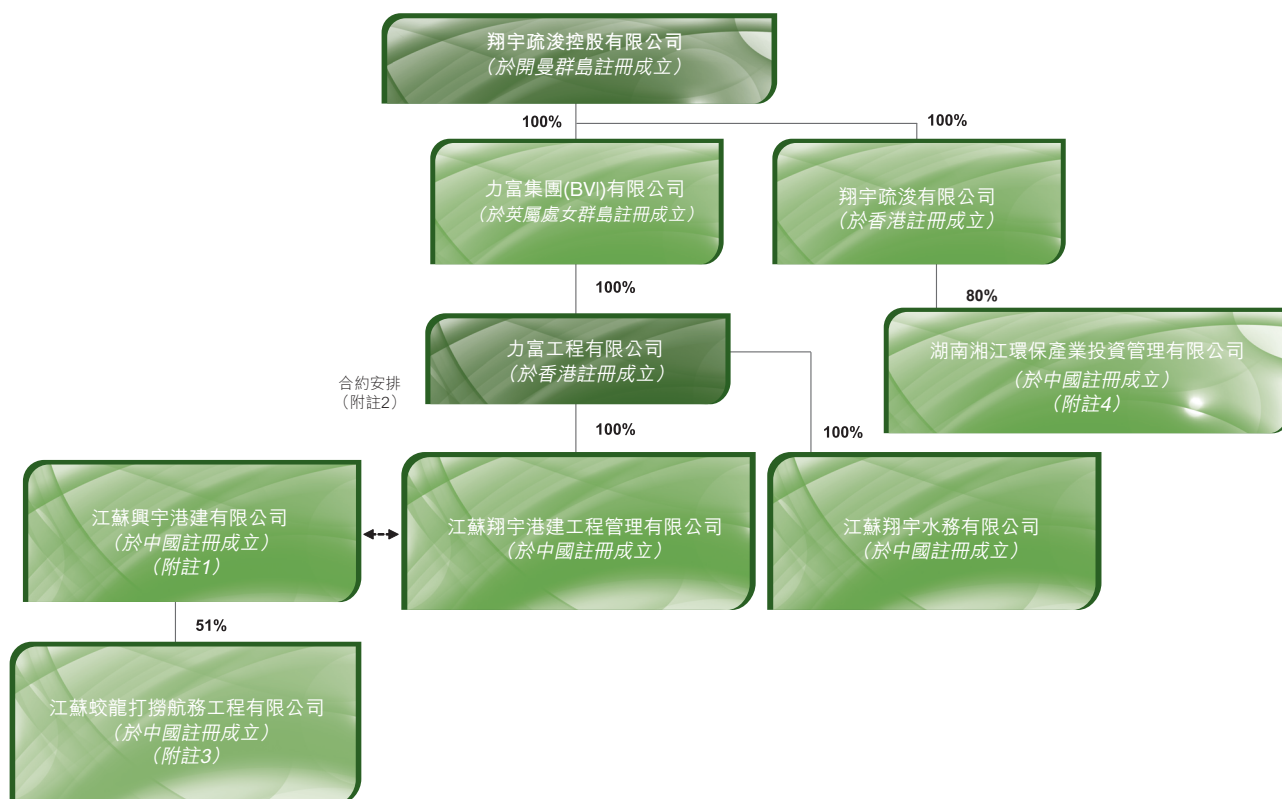 翔宇疏浚控股有限公司
（於開曼群島註冊成立）
100%
100%
力富集團(BVI)有限公司
（於英屬處女群島註冊成立）
翔宇疏浚有限公司
（於香港註冊成立）
100%
80%
力富工程有限公司
（於香港註冊成立）
湖南湘江環保產業投資管理有限公司
（於中國註冊成立）
（附註4）
合約安排
（附註2）
100%
100%
江蘇興宇港建有限公司
（於中國註冊成立）
（附註1）
江蘇翔宇港建工程管理有限公司
（於中國註冊成立）
江蘇翔宇水務有限公司
（於中國註冊成立）
51%
江蘇蛟龍打撈航務工程有限公司
（於中國註冊成立）
（附註3）